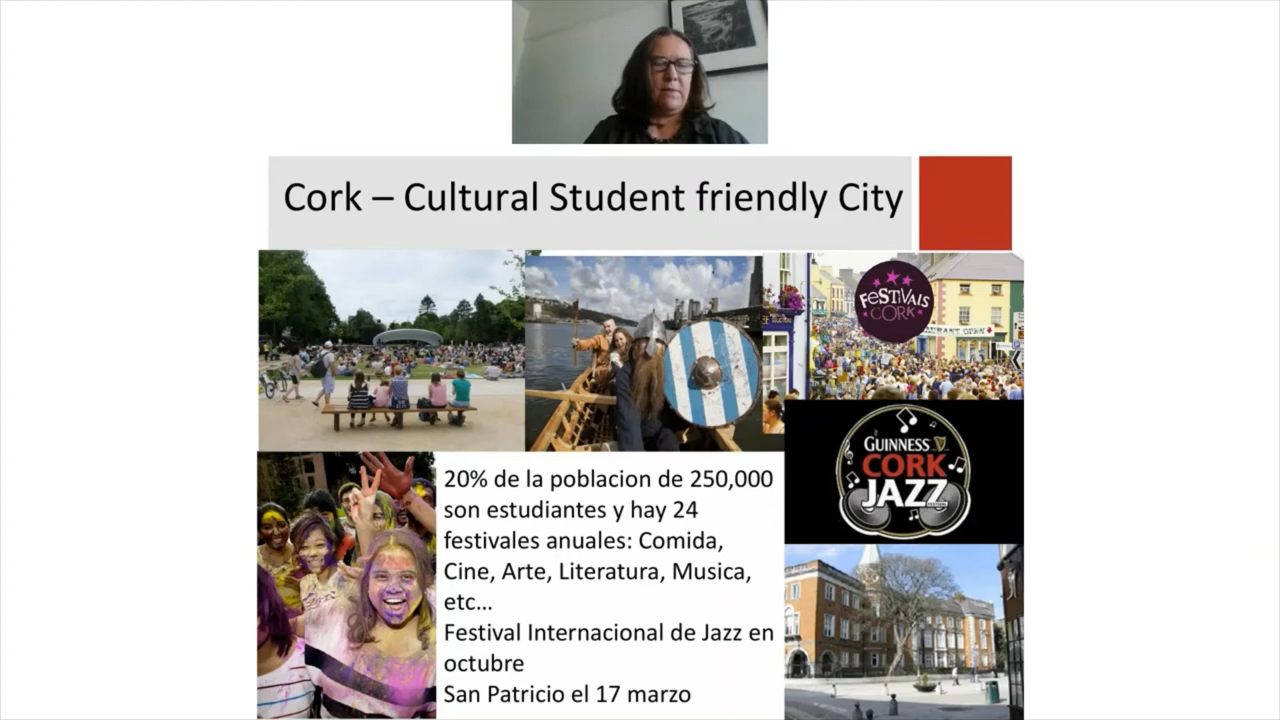 Cork – Cultural Student friendly City
FeSTIVAlS
CORK
GUINNESS
CORK
JAZZ
20% de la poblacion de 250,000
son estudiantes y hay 24
festivales anuales: Comida,
Cine, Arte, Literatura, Musica,
etc...
Festival Internacional de Jazz en
octubre
San Patricio el 17 marzo